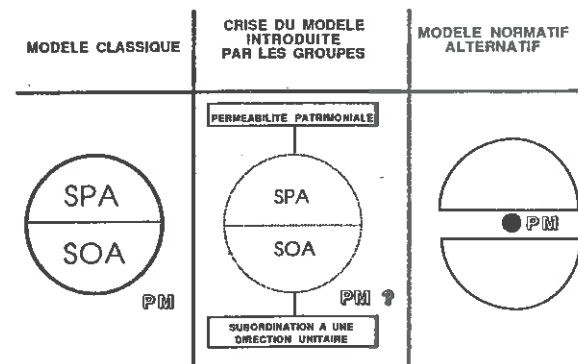 MODELE CLASSIQUE
CRISE DU MODELE
INTRODUITE
PAR LES GROUPES
MODELE NORMATIF
ALTERNATIF
SPA
SOA
PM
PERMEABILITE PATRIMONIALE
SPA
SOA
PM ?
SUBORDINATION A UNE
DIRECTION UNITAIRE
PM